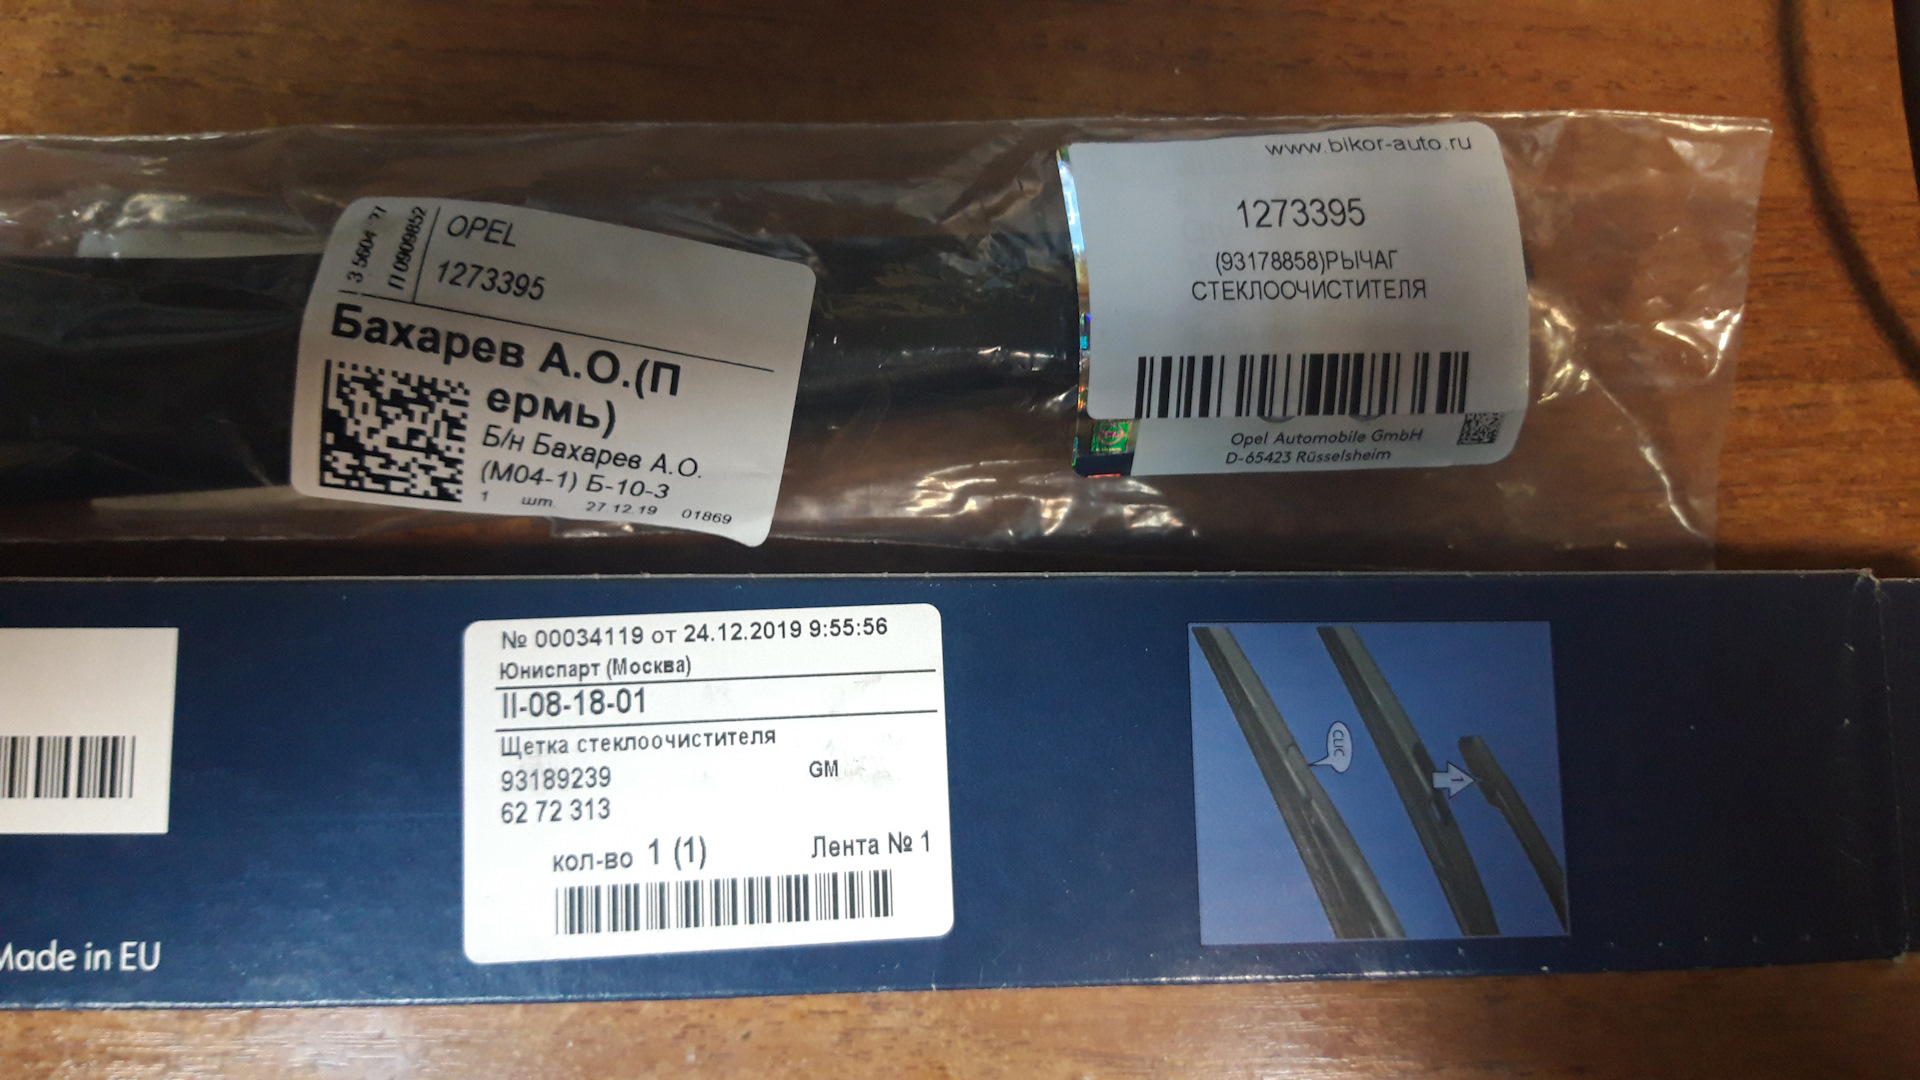 OPEL
1273395
П0909852
Бахарев А.О.(П
ермь)
Б/н Бахарев А.О.
(М04-1) Б-10-3
1 шт. 27.12.19 01869
www.bikor-auto.ru
1273395
(93178858)РЫЧАГ
СТЕКЛООЧИСТИТЕЛЯ
Opel Automobile GmbH
D-65423 Rüsselsheim
№ 00034119 от 24.12.2019 9:55:56
Юниспарт (Москва)
II-08-18-01
Щетка стеклоочистителя
93189239 GM
62 72 313
кол-во 1 (1) Лента № 1
CLIC
1
Made in EU